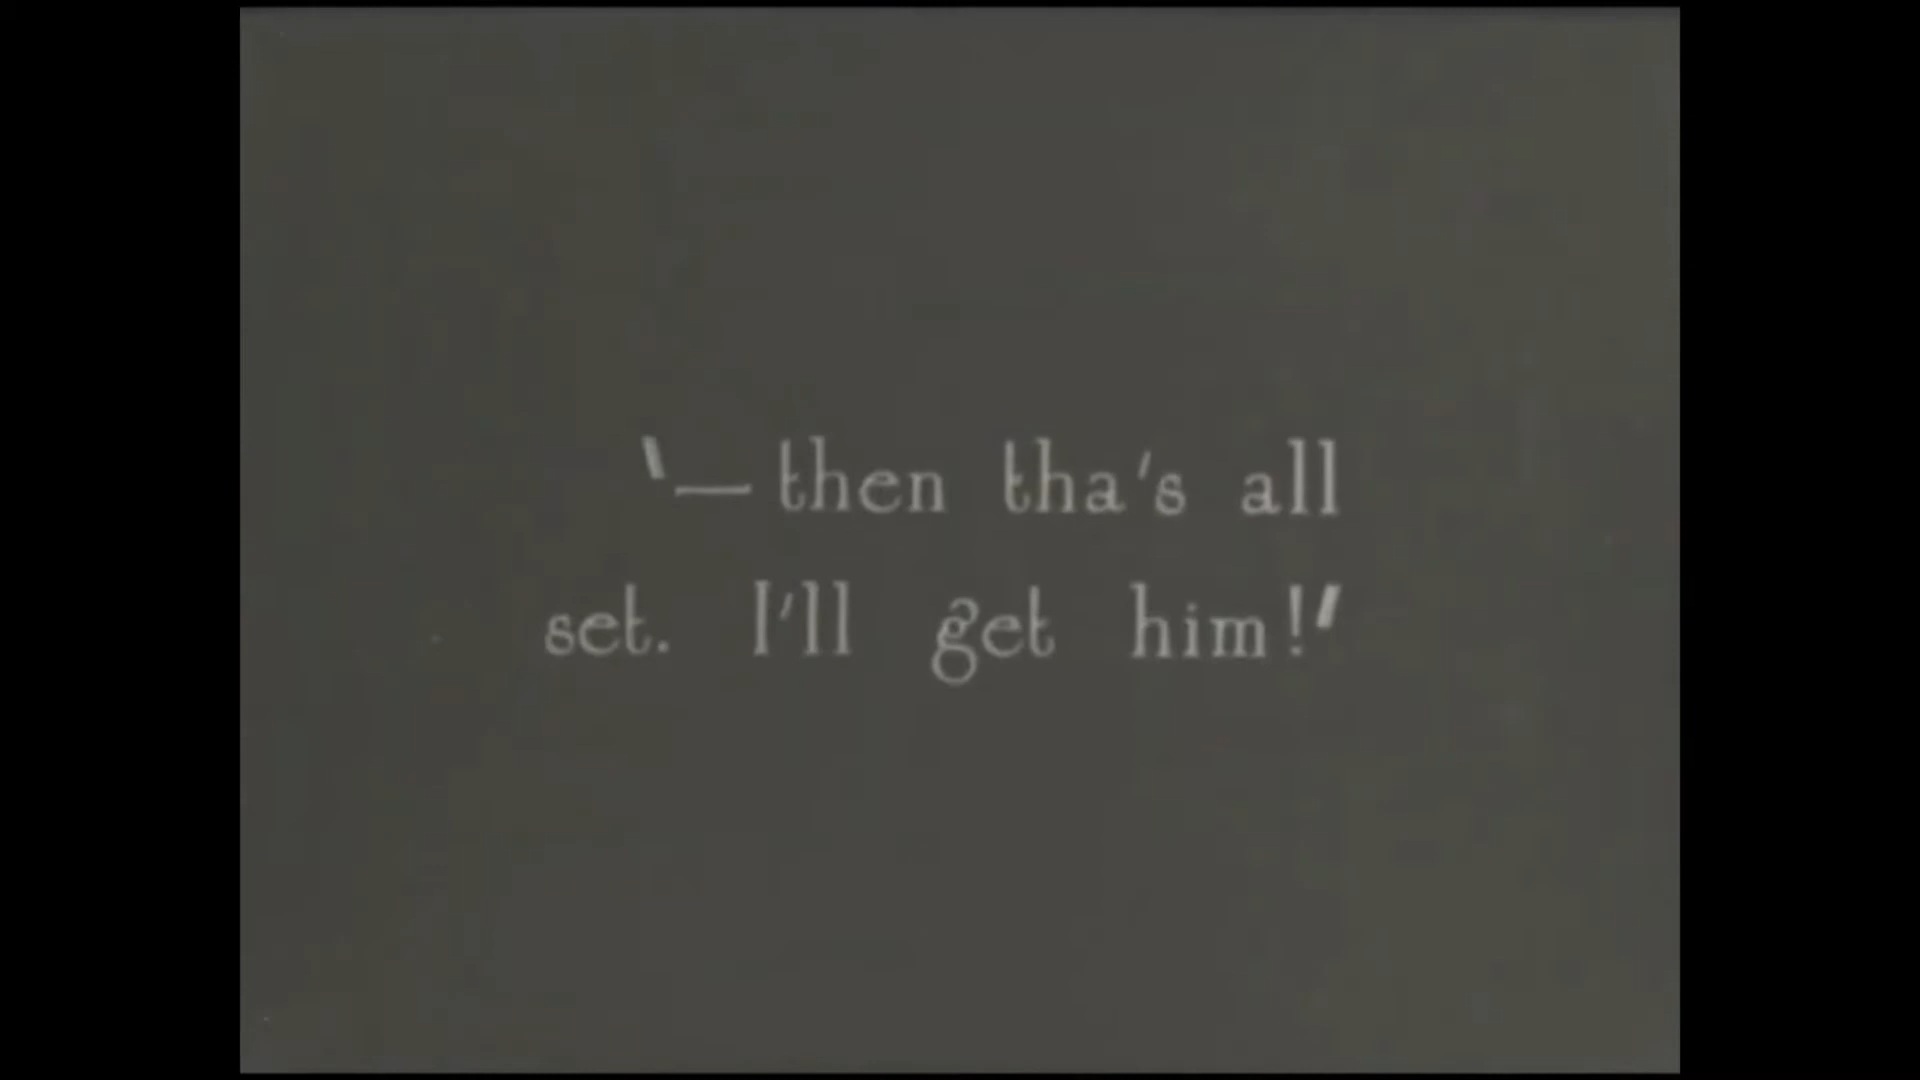 '—then tha's all
set. I'll get him!'